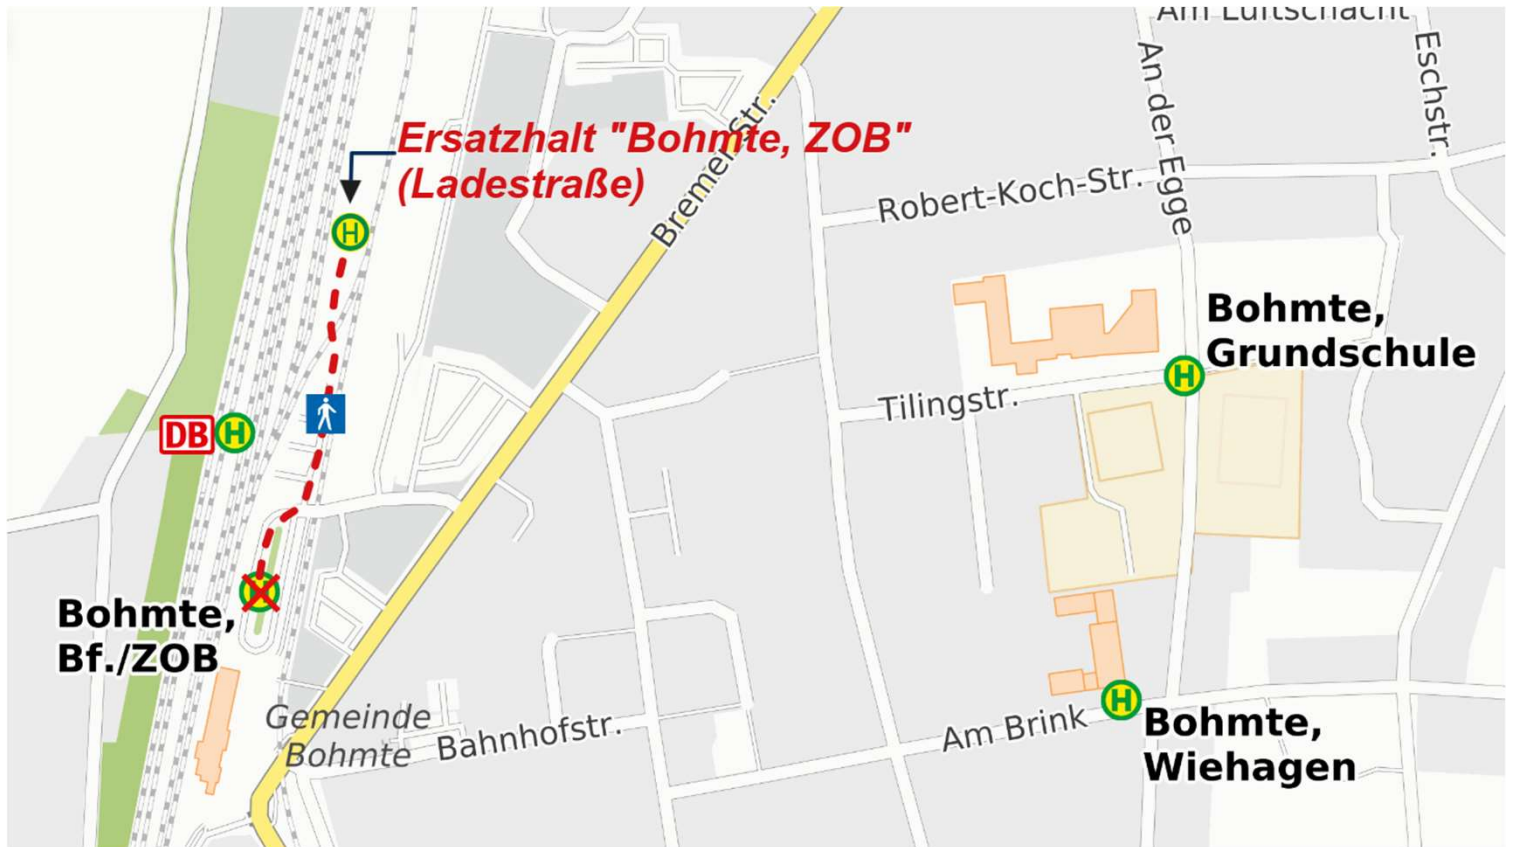 Am Luftschacht
An der Egge
Eschstr.
Ersatzhalt "Bohmte, ZOB"
(Ladestraße)
Bremer Str.
Robert-Koch-Str.
H
Bohmte,
Grundschule
H
Tilingstr.
DB H
Bohmte,
Bf./ZOB
H
Gemeinde
Bohmte
Bahnhofstr.
Am Brink
Bohmte,
Wiehagen